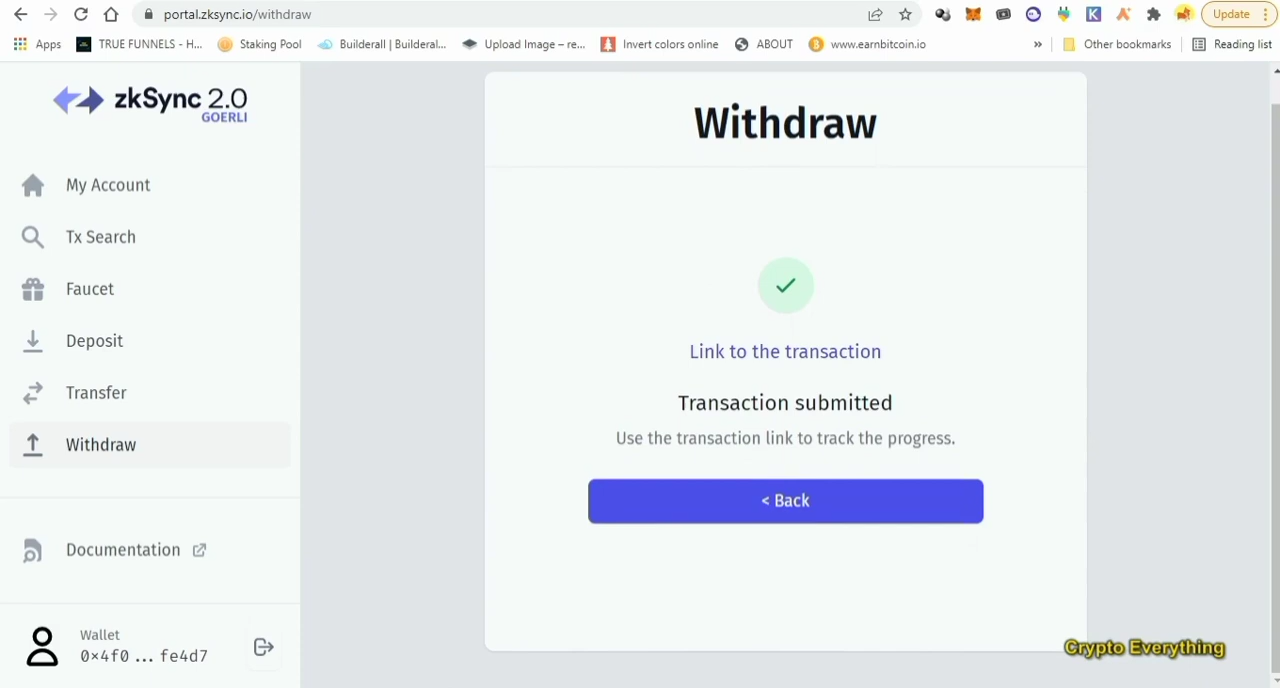 portal.zksync.io/withdraw
Update
Apps
TRUE FUNNELS - H...
Staking Pool
Builderall | Builderal...
Upload Image – re...
Invert colors online
ABOUT
www.earnbitcoin.io
»
Other bookmarks
Reading list
zkSync 2.0
GOERLI
My Account
Tx Search
Faucet
Deposit
Transfer
Withdraw
Documentation
Wallet
0×4f0 ... fe4d7
Withdraw
Link to the transaction
Transaction submitted
Use the transaction link to track the progress.
< Back
Crypto Everything